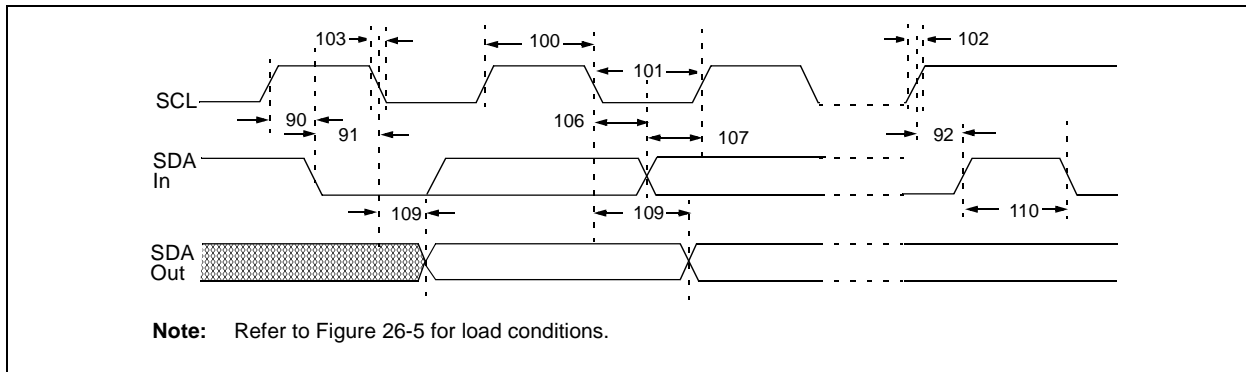 103
100
102
101
SCL
90
91
106
107
92
SDA
In
109
109
110
SDA
Out
Note: Refer to Figure 26-5 for load conditions.